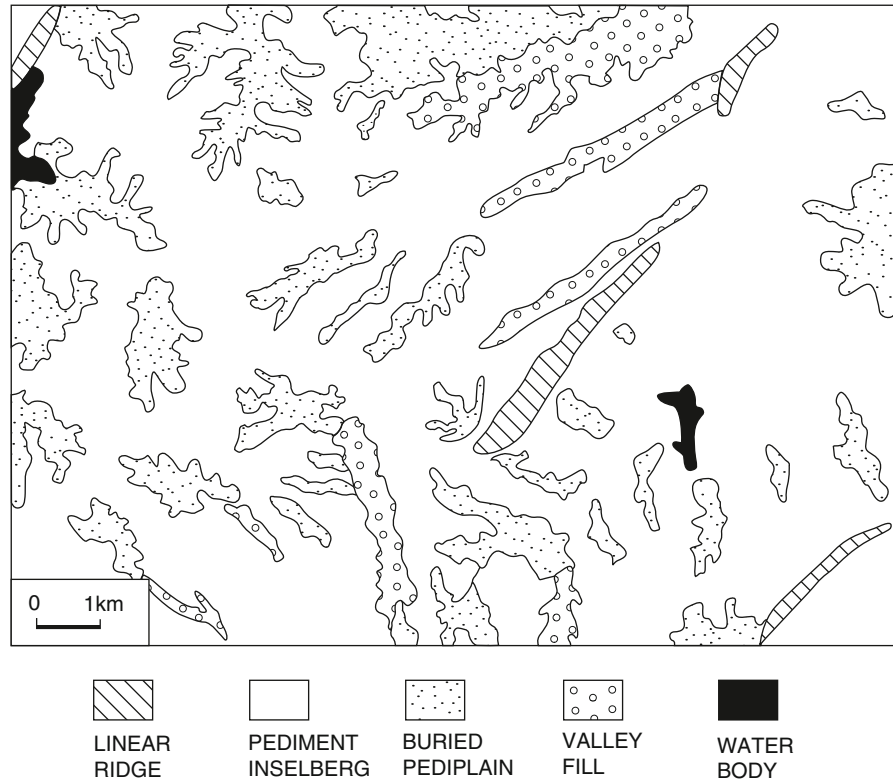 0 1km
LINEAR RIDGE
PEDIMENT INSELBERG
BURIED PEDIPLAIN
VALLEY FILL
WATER BODY